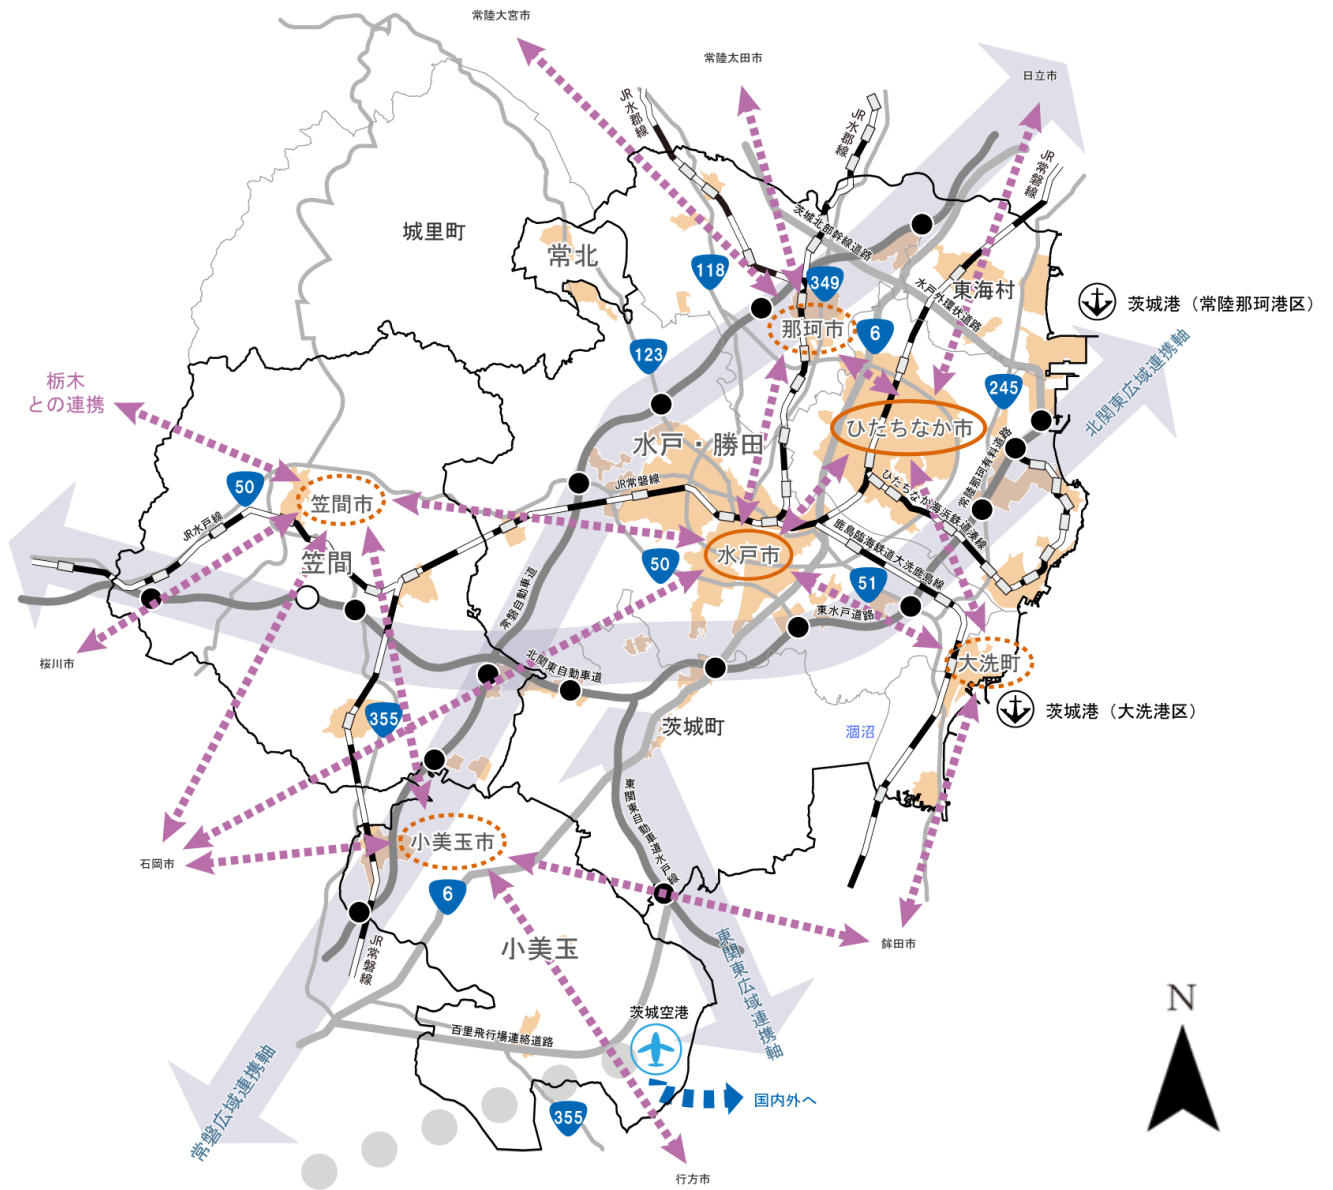 常陸大宮市
常陸太田市
日立市
JR水郡線
JR水郡線
JR常磐線
城里町
常北
茨城北部幹線道路
118
349
水戸外環状道路
東海村
茨城港（常陸那珂港区）
那珂市
6
123
北関東広域連携軸
栃木
との連携
245
水戸・勝田
ひたちなか市
常陸那珂有料道路
50
笠間市
JR常磐線
ひたちなか海浜鉄道湊線
JR水戸線
鹿島臨海鉄道大洗鹿島線
笠間
水戸市
50
51
常磐自動車道
東水戸道路
桜川市
北関東自動車道
大洗町
355
茨城町
涸沼
茨城港（大洗港区）
東関東自動車道水戸線
小美玉市
石岡市
6
小美玉
JR常磐線
鉾田市
東関東広域連携軸
茨城空港
百里飛行場連絡道路
常磐広域連携軸
355
国内外へ
行方市
N